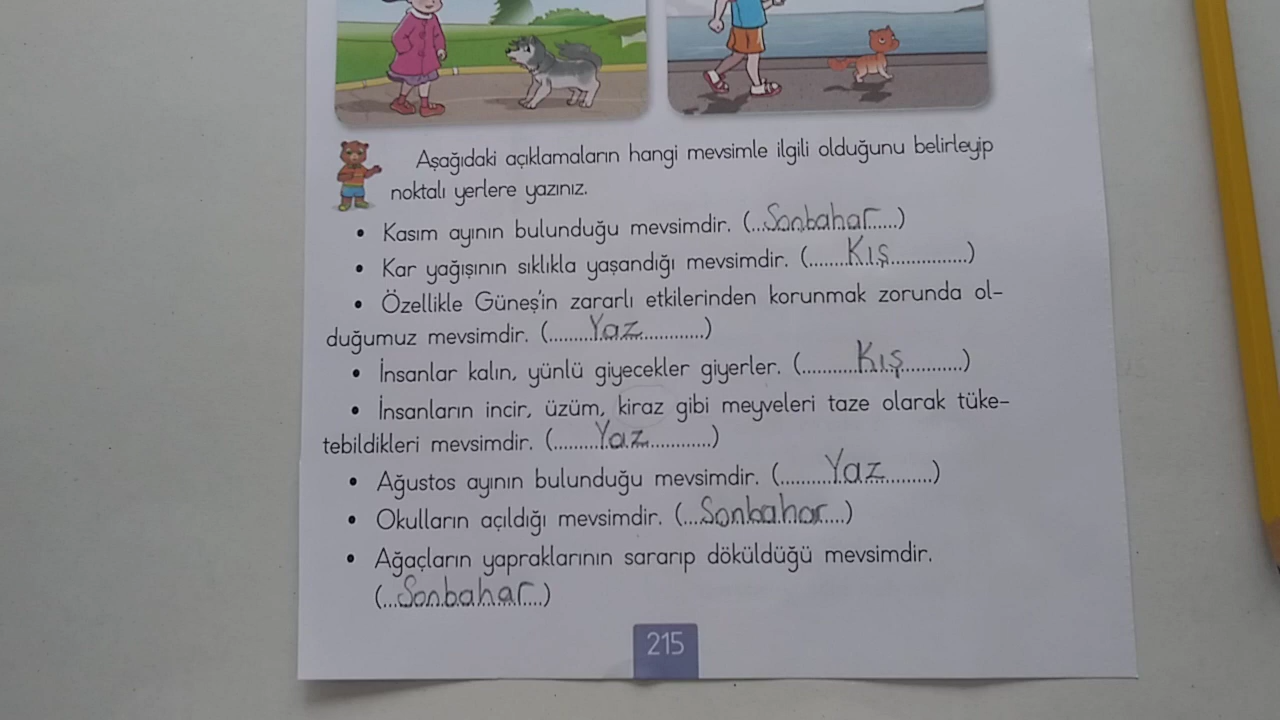 Aşağıdaki açıklamaların hangi mevsimle ilgili olduğunu belirleyip
noktalı yerlere yazınız.
• Kasım ayının bulunduğu mevsimdir. (...Sonbahar......)
• Kar yağışının sıklıkla yaşandığı mevsimdir. (........Kış................)
• Özellikle Güneş'in zararlı etkilerinden korunmak zorunda ol-
duğumuz mevsimdir. (........Yaz.............)
• İnsanlar kalın, yünlü giyecekler giyerler. (...........Kış.............)
• İnsanların incir, üzüm, kiraz gibi meyveleri taze olarak tüke-
tebildikleri mevsimdir. (........Yaz.............)
• Ağustos ayının bulunduğu mevsimdir. (..........Yaz.........)
• Okulların açıldığı mevsimdir. (...Sonbahar....)
• Ağaçların yapraklarının sararıp döküldüğü mevsimdir.
(...Sonbahar....)
215